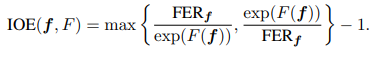 IOE(f, F) = max { FER_f / exp(F(f)), exp(F(f)) / FER_f } − 1.